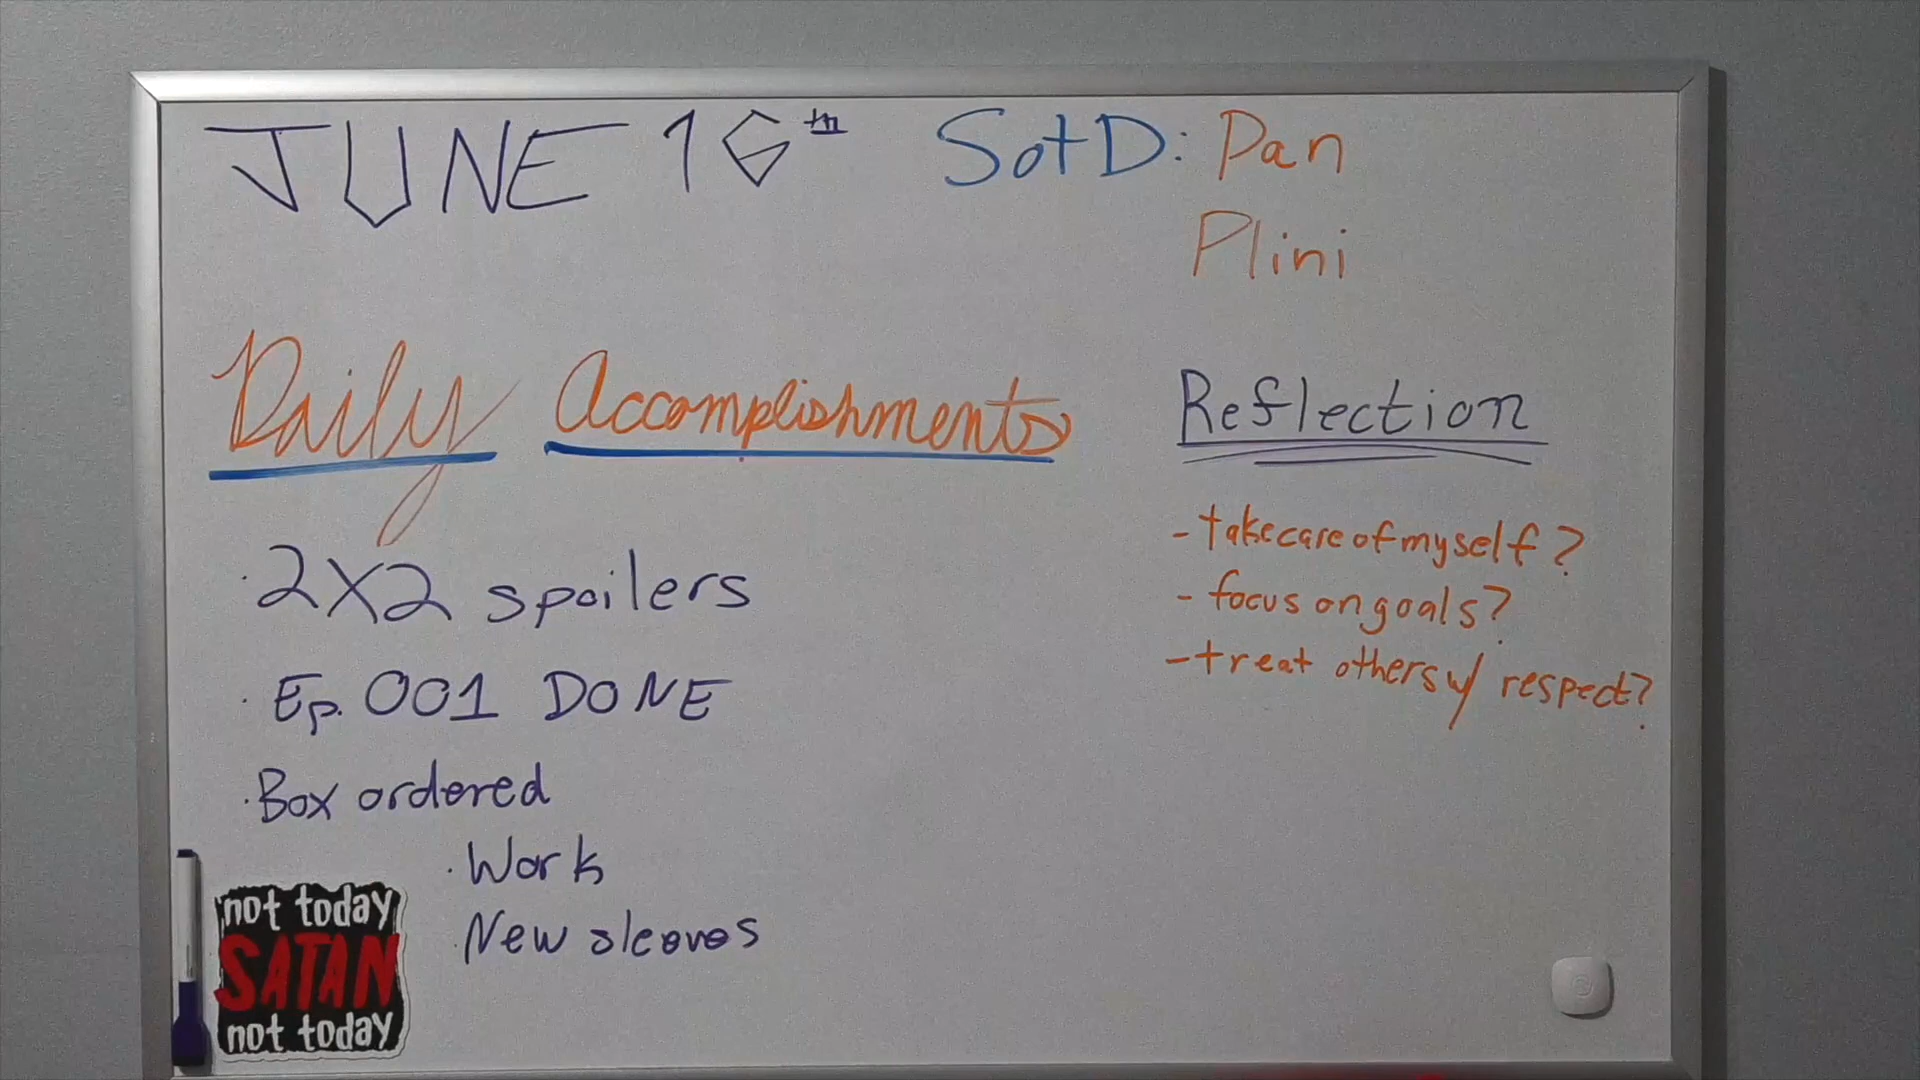 JUNE 16th SotD: Pan
Plini
Daily Accomplishments
· 2X2 spoilers
· Ep. 001 DONE
· Box ordered
· Work
· New sleeves
Reflection
- take care of myself?
- focus on goals?
- treat others w/ respect?
not today
SATAN
not today